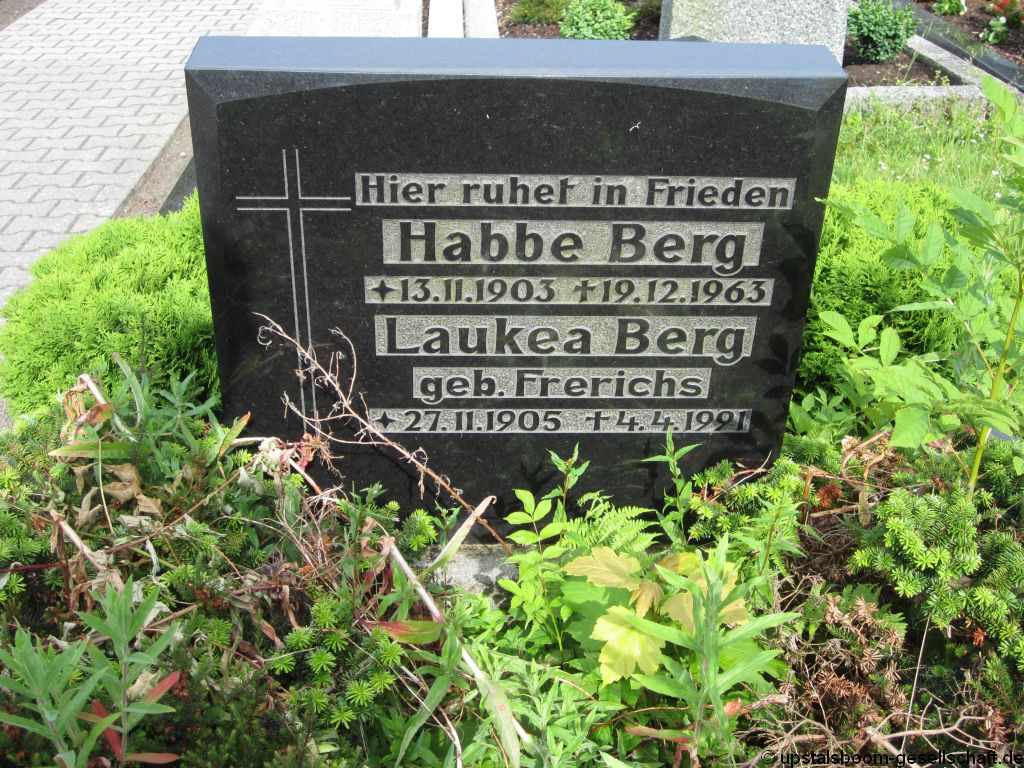 Hier ruhet in Frieden
Habbe Berg
✦13.11.1903 ✝19.12.1963
Laukea Berg
geb. Frerichs
✦27.11.1905 ✝4.4.1991
© upstalsboom-gesellschaft.de